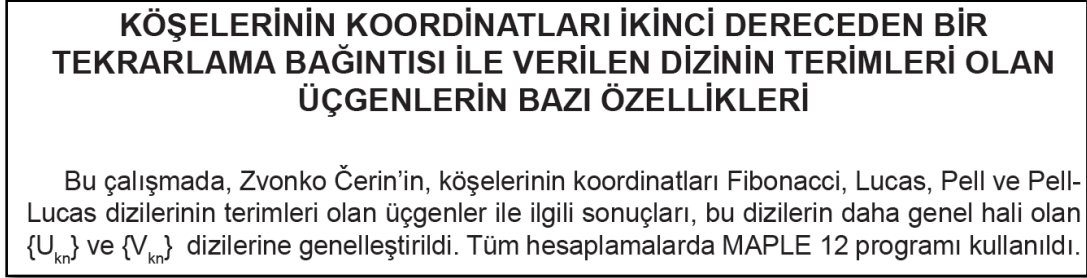 KÖŞELERİNİN KOORDİNATLARI İKİNCİ DERECEDEN BİR
TEKRARLAMA BAĞINTISI İLE VERİLEN DİZİNİN TERİMLERİ OLAN
ÜÇGENLERİN BAZI ÖZELLİKLERİ
Bu çalışmada, Zvonko Čerin’in, köşelerinin koordinatları Fibonacci, Lucas, Pell ve Pell-
Lucas dizilerinin terimleri olan üçgenler ile ilgili sonuçları, bu dizilerin daha genel hali olan
{Uₖₙ} ve {Vₖₙ} dizilerine genelleştirildi. Tüm hesaplamalarda MAPLE 12 programı kullanıldı.